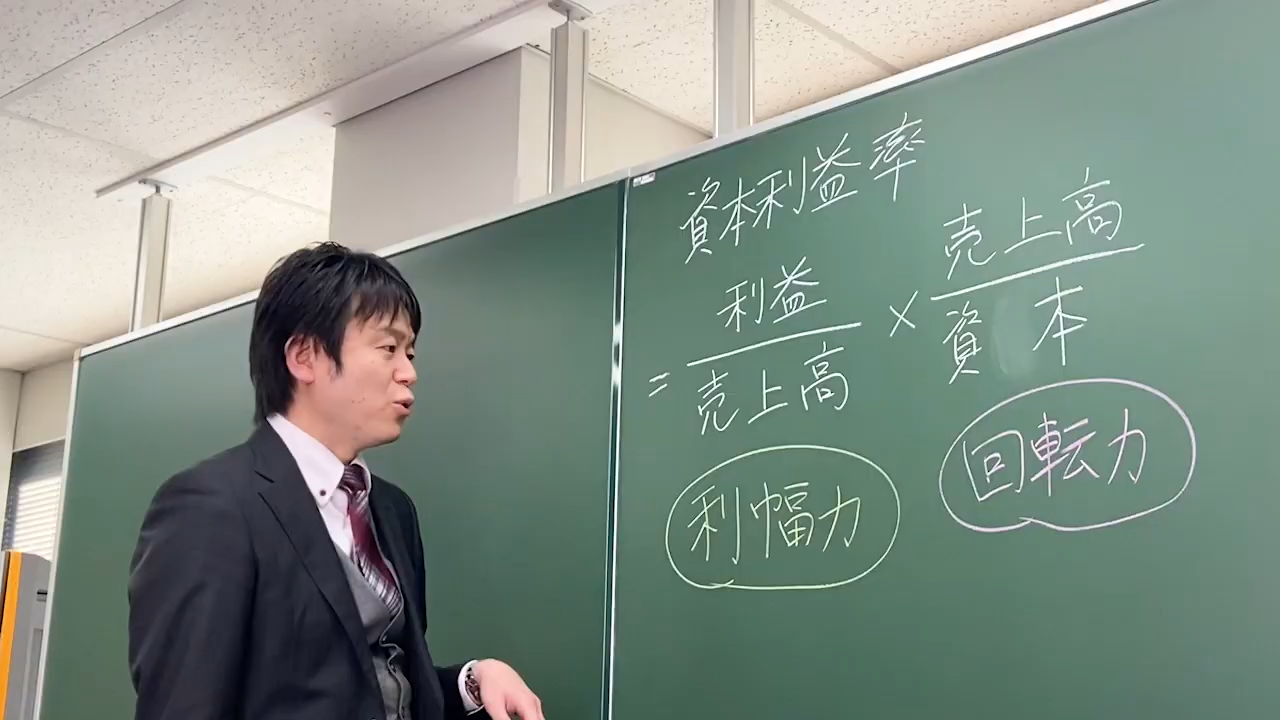 資本利益率
= 利益/売上高 × 売上高/資本
利幅力
回転力